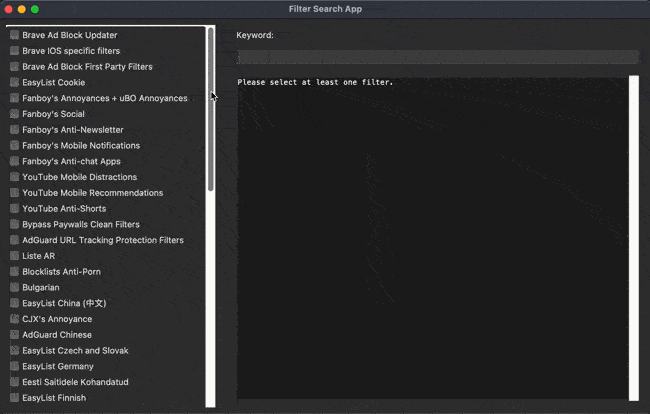 Filter Search App
Brave Ad Block Updater
Brave IOS specific filters
Brave Ad Block First Party Filters
EasyList Cookie
Fanboy's Annoyances + uBO Annoyances
Fanboy's Social
Fanboy's Anti-Newsletter
Fanboy's Mobile Notifications
Fanboy's Anti-chat Apps
YouTube Mobile Distractions
YouTube Mobile Recommendations
YouTube Anti-Shorts
Bypass Paywalls Clean Filters
AdGuard URL Tracking Protection Filters
Liste AR
Blocklists Anti-Porn
Bulgarian
EasyList China (中文)
CJX's Annoyance
AdGuard Chinese
EasyList Czech and Slovak
EasyList Germany
Eesti Saitidele Kohandatud
EasyList Finnish
Keyword:
Please select at least one filter.